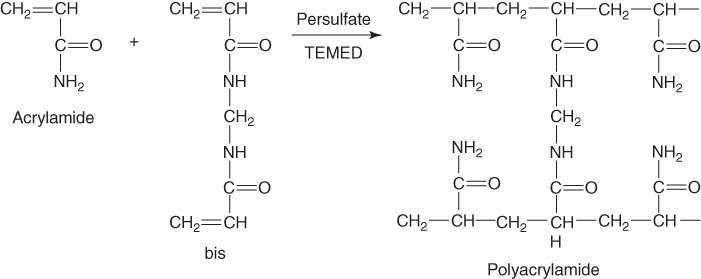 CH2=CH CH2=CH Persulfate CH2–CH–CH2–CH–CH2–CH–
C=O + C=O TEMED C=O C=O C=O
NH2 NH NH2 NH NH2
Acrylamide CH2 CH2
NH NH2 NH NH2
C=O C=O C=O C=O
CH2=CH CH2–CH–CH2–CH–CH2–CH–
bis H
Polyacrylamide